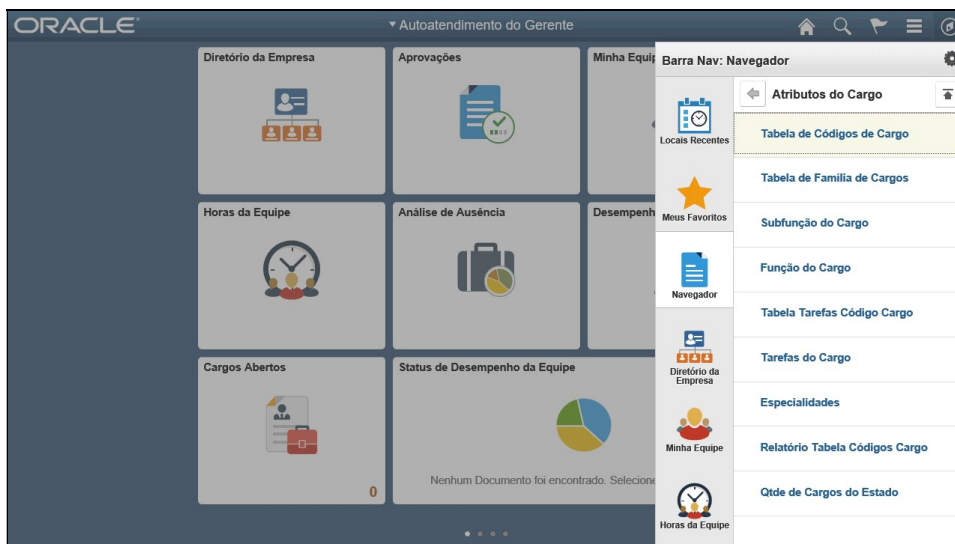 ORACLE
Autoatendimento do Gerente
Diretório da Empresa
Aprovações
Minha Equip
Horas da Equipe
Análise de Ausência
Desempenh
Cargos Abertos
0
Status de Desempenho da Equipe
Nenhum Documento foi encontrado. Selecione
Barra Nav: Navegador
Locais Recentes
Meus Favoritos
Navegador
Diretório da
Empresa
Minha Equipe
Horas da Equipe
Atributos do Cargo
Tabela de Códigos de Cargo
Tabela de Família de Cargos
Subfunção do Cargo
Função do Cargo
Tabela Tarefas Código Cargo
Tarefas do Cargo
Especialidades
Relatório Tabela Códigos Cargo
Qtde de Cargos do Estado